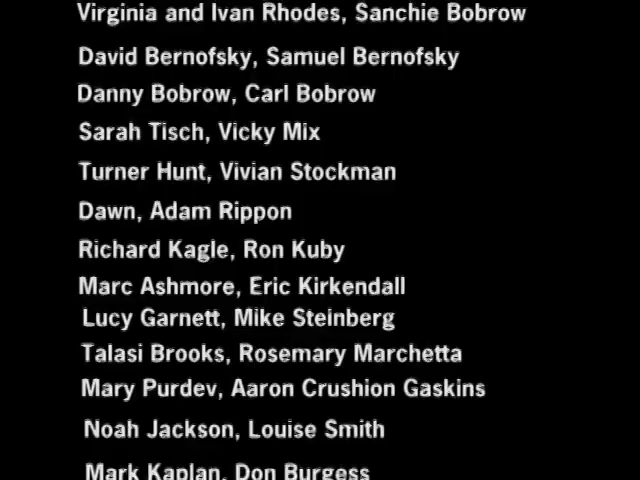 Virginia and Ivan Rhodes, Sanchie Bobrow
David Bernofsky, Samuel Bernofsky
Danny Bobrow, Carl Bobrow
Sarah Tisch, Vicky Mix
Turner Hunt, Vivian Stockman
Dawn, Adam Rippon
Richard Kagle, Ron Kuby
Marc Ashmore, Eric Kirkendall
Lucy Garnett, Mike Steinberg
Talasi Brooks, Rosemary Marchetta
Mary Purdev, Aaron Crushion Gaskins
Noah Jackson, Louise Smith
Mark Kaplan, Don Burgess